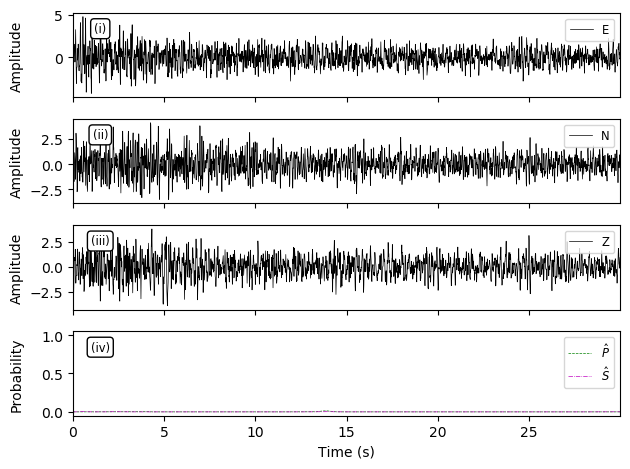 5
0
Amplitude
(i)
E
2.5
0.0
−2.5
Amplitude
(ii)
N
2.5
0.0
−2.5
Amplitude
(iii)
Z
1.0
0.5
0.0
Probability
(iv)
P̂
Ŝ
0 5 10 15 20 25
Time (s)